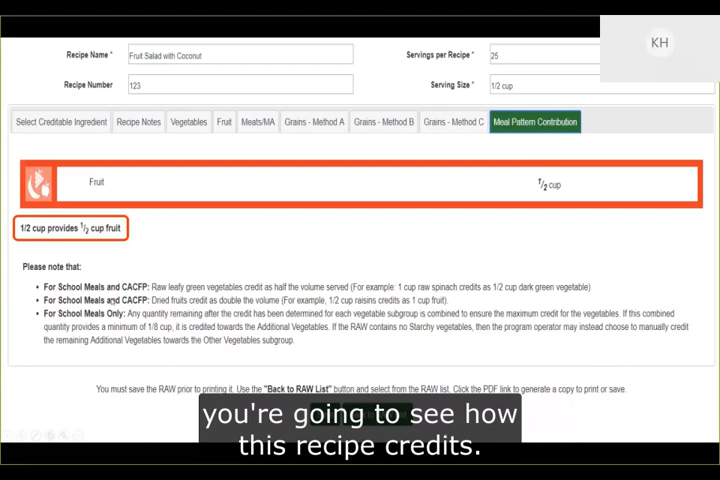 KH
Recipe Name * Fruit Salad with Coconut Servings per Recipe * 25
Recipe Number 123 Serving Size * 1/2 cup
Select Creditable Ingredient Recipe Notes Vegetables Fruit Meats/MA Grains - Method A Grains - Method B Grains - Method C Meal Pattern Contribution
Fruit 1/2 cup
1/2 cup provides 1/2 cup fruit
Please note that:
• For School Meals and CACFP: Raw leafy green vegetables credit as half the volume served (For example: 1 cup raw spinach credits as 1/2 cup dark green vegetable)
• For School Meals and CACFP: Dried fruits credit as double the volume (For example, 1/2 cup raisins credits as 1 cup fruit).
• For School Meals Only: Any quantity remaining after the credit has been determined for each vegetable subgroup is combined to ensure the maximum credit for the vegetables. If this combined
quantity provides a minimum of 1/8 cup, it is credited towards the Additional Vegetables. If the RAW contains no Starchy vegetables, then the program operator may instead choose to manually credit
the remaining Additional Vegetables towards the Other Vegetables subgroup.
You must save the RAW prior to printing it. Use the "Back to RAW List" button and select from the RAW list. Click the PDF link to generate a copy to print or save.
you're going to see how
this recipe credits.